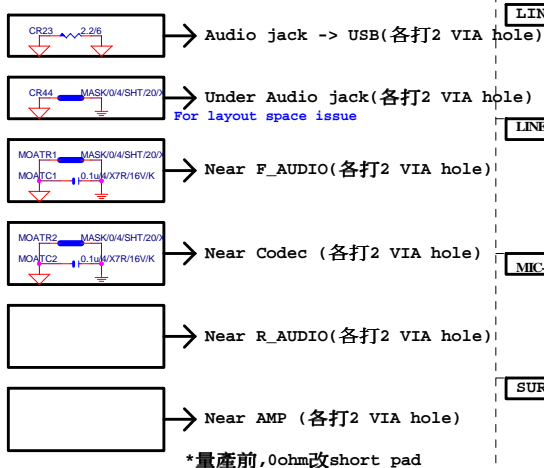 LIN
CR23 2.2/6
Audio jack -> USB(各打2 VIA hole)
CR44 MASK/0/4/SHT/20/X
Under Audio jack(各打2 VIA hole)
For layout space issue
LINE
MOATR1 MASK/0/4/SHT/20/X
MOATC1 0.1u/4/X7R/16V/K
Near F_AUDIO(各打2 VIA hole)
MOATR2 MASK/0/4/SHT/20/X
MOATC2 0.1u/4/X7R/16V/K
Near Codec (各打2 VIA hole)
MIC-
Near R_AUDIO(各打2 VIA hole)
SUR
Near AMP (各打2 VIA hole)
*量產前,0ohm改short pad